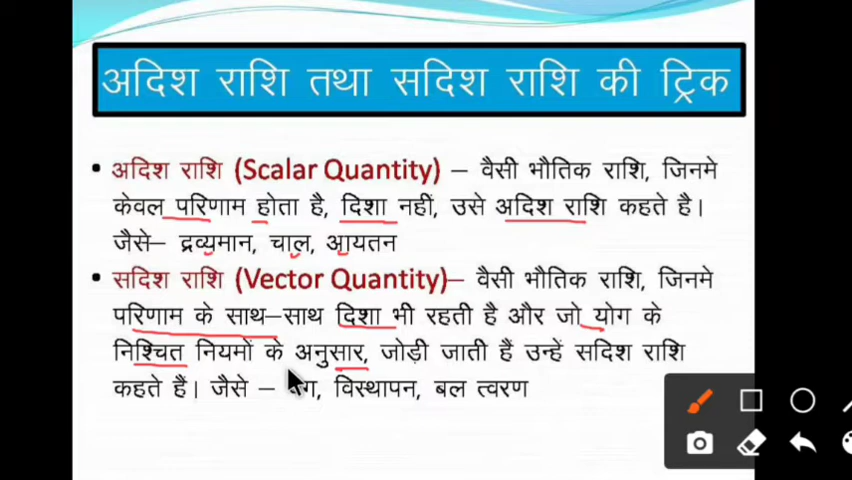 अदिश राशि तथा सदिश राशि की ट्रिक
• अदिश राशि (Scalar Quantity) – वैसी भौतिक राशि, जिनमे
केवल परिणाम होता है, दिशा नहीं, उसे अदिश राशि कहते है।
जैसे– द्रव्यमान, चाल, आयतन
• सदिश राशि (Vector Quantity)– वैसी भौतिक राशि, जिनमे
परिणाम के साथ–साथ दिशा भी रहती है और जो योग के
निश्चित नियमों के अनुसार, जोड़ी जाती हैं उन्हें सदिश राशि
कहते हैं। जैसे – विस्थापन, बल त्वरण